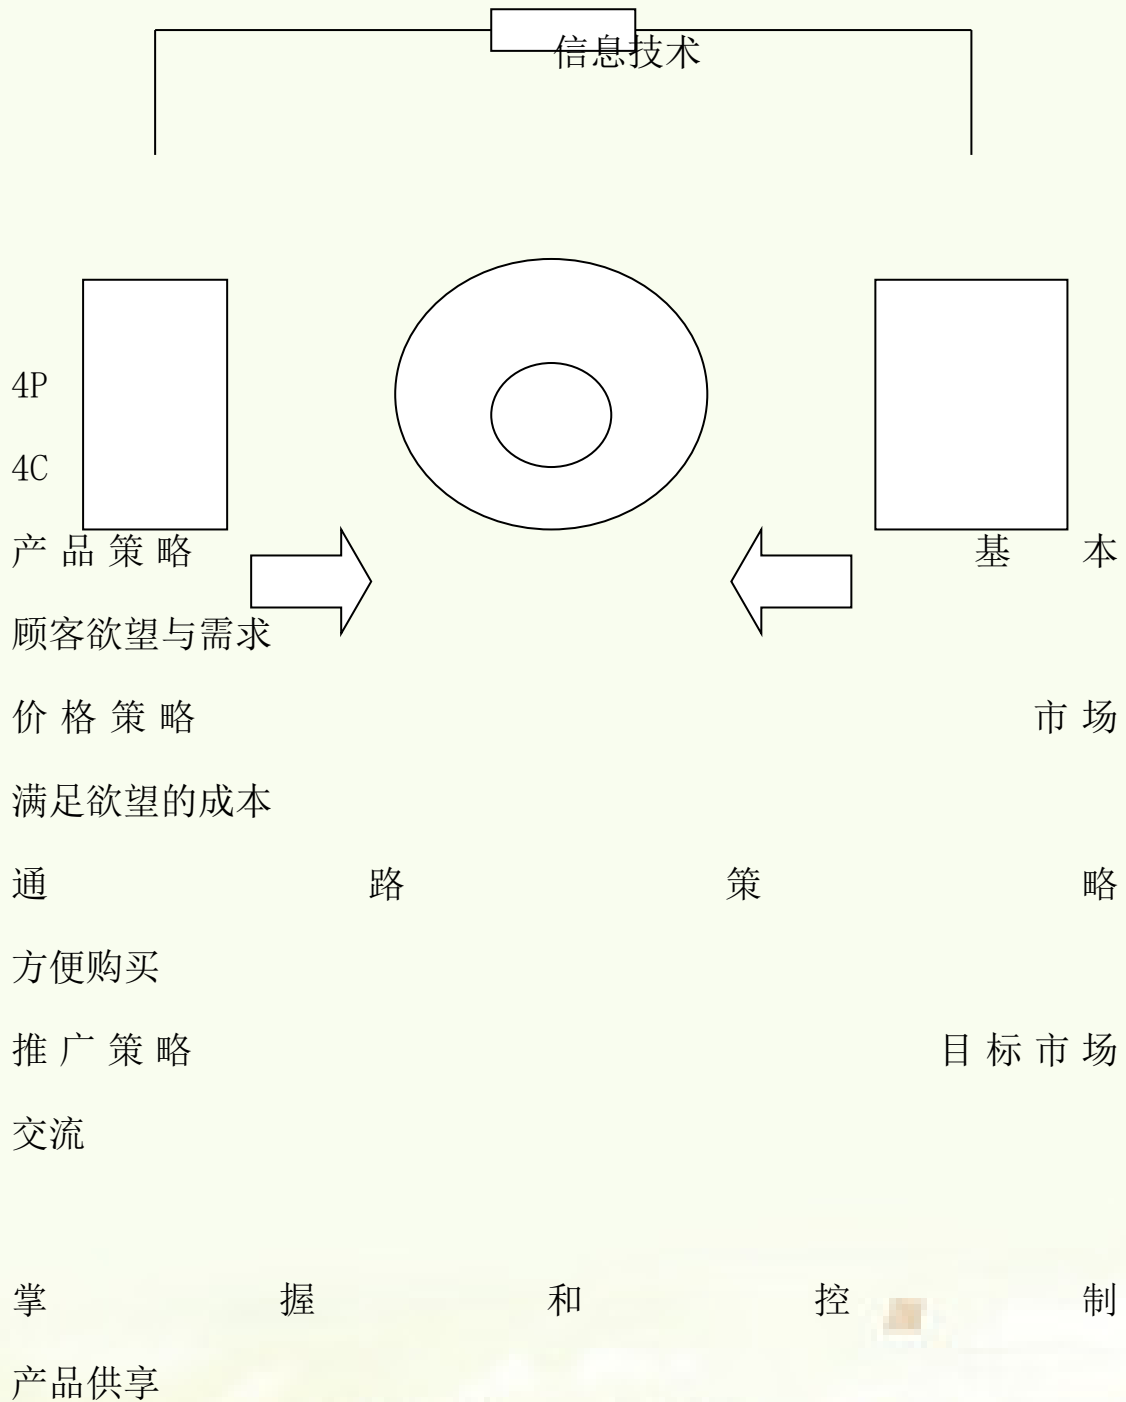 信息技术
4P
4C
产品策略 基本
顾客欲望与需求
价格策略 市场
满足欲望的成本
通路策略
方便购买
推广策略 目标市场
交流
掌握和控制
产品供享